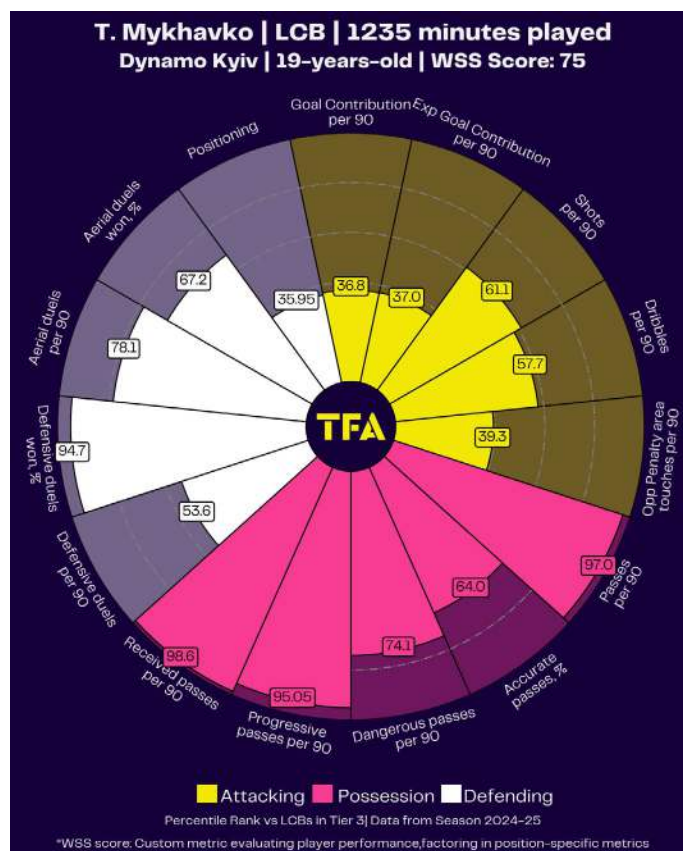 T. Mykhavko | LCB | 1235 minutes played
Dynamo Kyiv | 19-years-old | WSS Score: 75
Goal Contribution
per 90
Exp Goal Contribution
per 90
Shots
per 90
Dribbles
per 90
Opp Penalty area
touches per 90
Passes
per 90
Accurate
passes, %
Dangerous passes
per 90
Progressive
passes per 90
Received passes
per 90
Defensive duels
per 90
Defensive duels
won, %
Aerial duels
per 90
Aerial duels
won, %
Positioning
36.8
37.0
61.1
57.7
39.3
97.0
64.0
74.1
95.05
98.6
53.6
94.7
78.1
67.2
35.95
TFA
Attacking Possession Defending
Percentile Rank vs LCBs in Tier 3| Data from Season 2024-25
*WSS score: Custom metric evaluating player performance,factoring in position-specific metrics